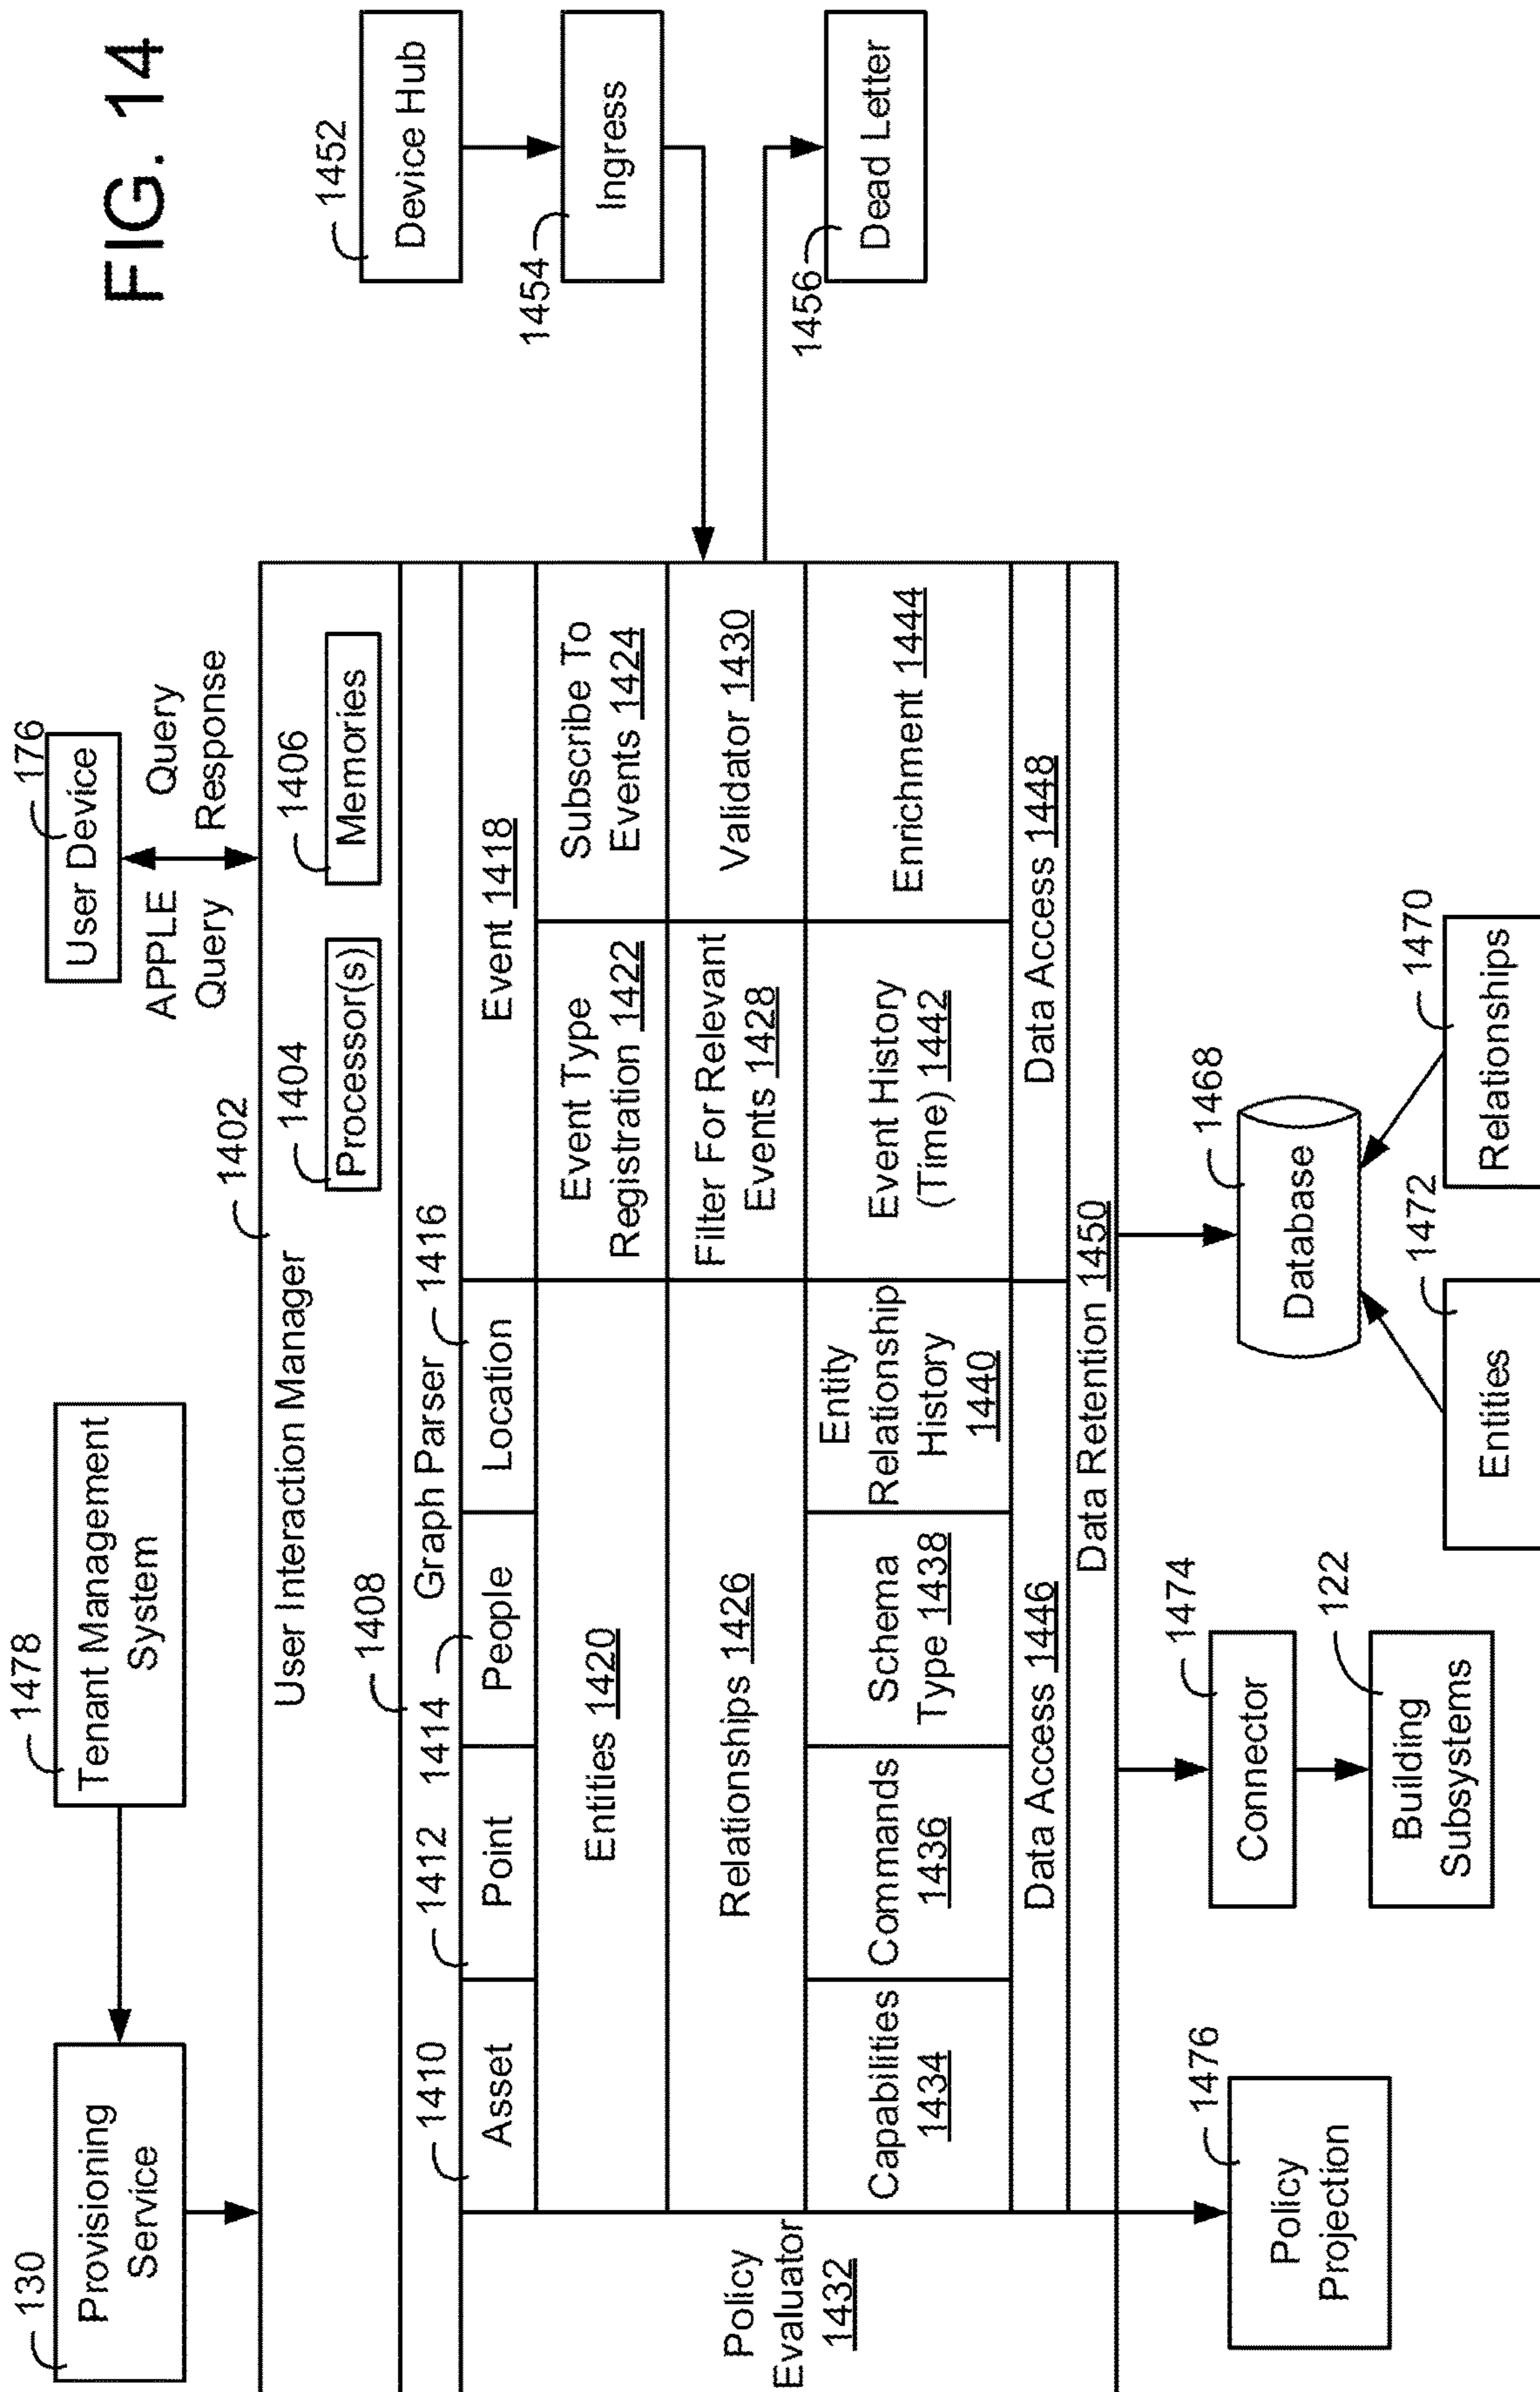 FIG. 14
130
Provisioning
Service
1478
Tenant Management
System
176
User Device
APPLE
Query
Query
Response
1402
User Interaction Manager
1404
Processor(s)
1406
Memories
1408
Graph Parser
1410
Asset
1412
Point
1414
People
1416
Location
Event 1418
Entities 1420
Event Type
Registration 1422
Subscribe To
Events 1424
Relationships 1426
Filter For Relevant
Events 1428
Validator 1430
Policy
Evaluator
1432
Capabilities
1434
Commands
1436
Schema
Type 1438
Entity
Relationship
History
1440
Event History
(Time) 1442
Enrichment 1444
Data Access 1446
Data Access 1448
Data Retention 1450
1452
Device Hub
1454
Ingress
1456
Dead Letter
1476
Policy
Projection
1474
Connector
122
Building
Subsystems
1468
Database
1472
Entities
1470
Relationships